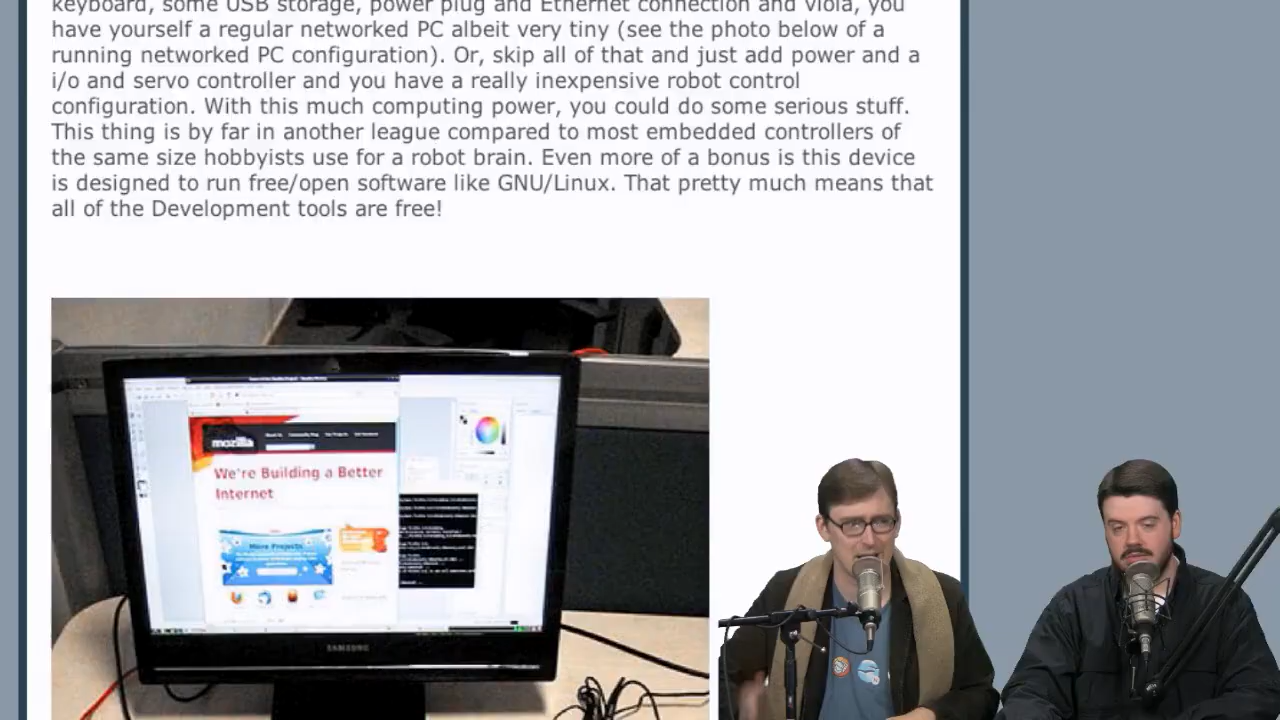 keyboard, some USB storage, power plug and Ethernet connection and viola, you
have yourself a regular networked PC albeit very tiny (see the photo below of a
running networked PC configuration). Or, skip all of that and just add power and a
i/o and servo controller and you have a really inexpensive robot control
configuration. With this much computing power, you could do some serious stuff.
This thing is by far in another league compared to most embedded controllers of
the same size hobbyists use for a robot brain. Even more of a bonus is this device
is designed to run free/open software like GNU/Linux. That pretty much means that
all of the Development tools are free!
mozilla
We're Building a Better
Internet
More Projects
SAMSUNG